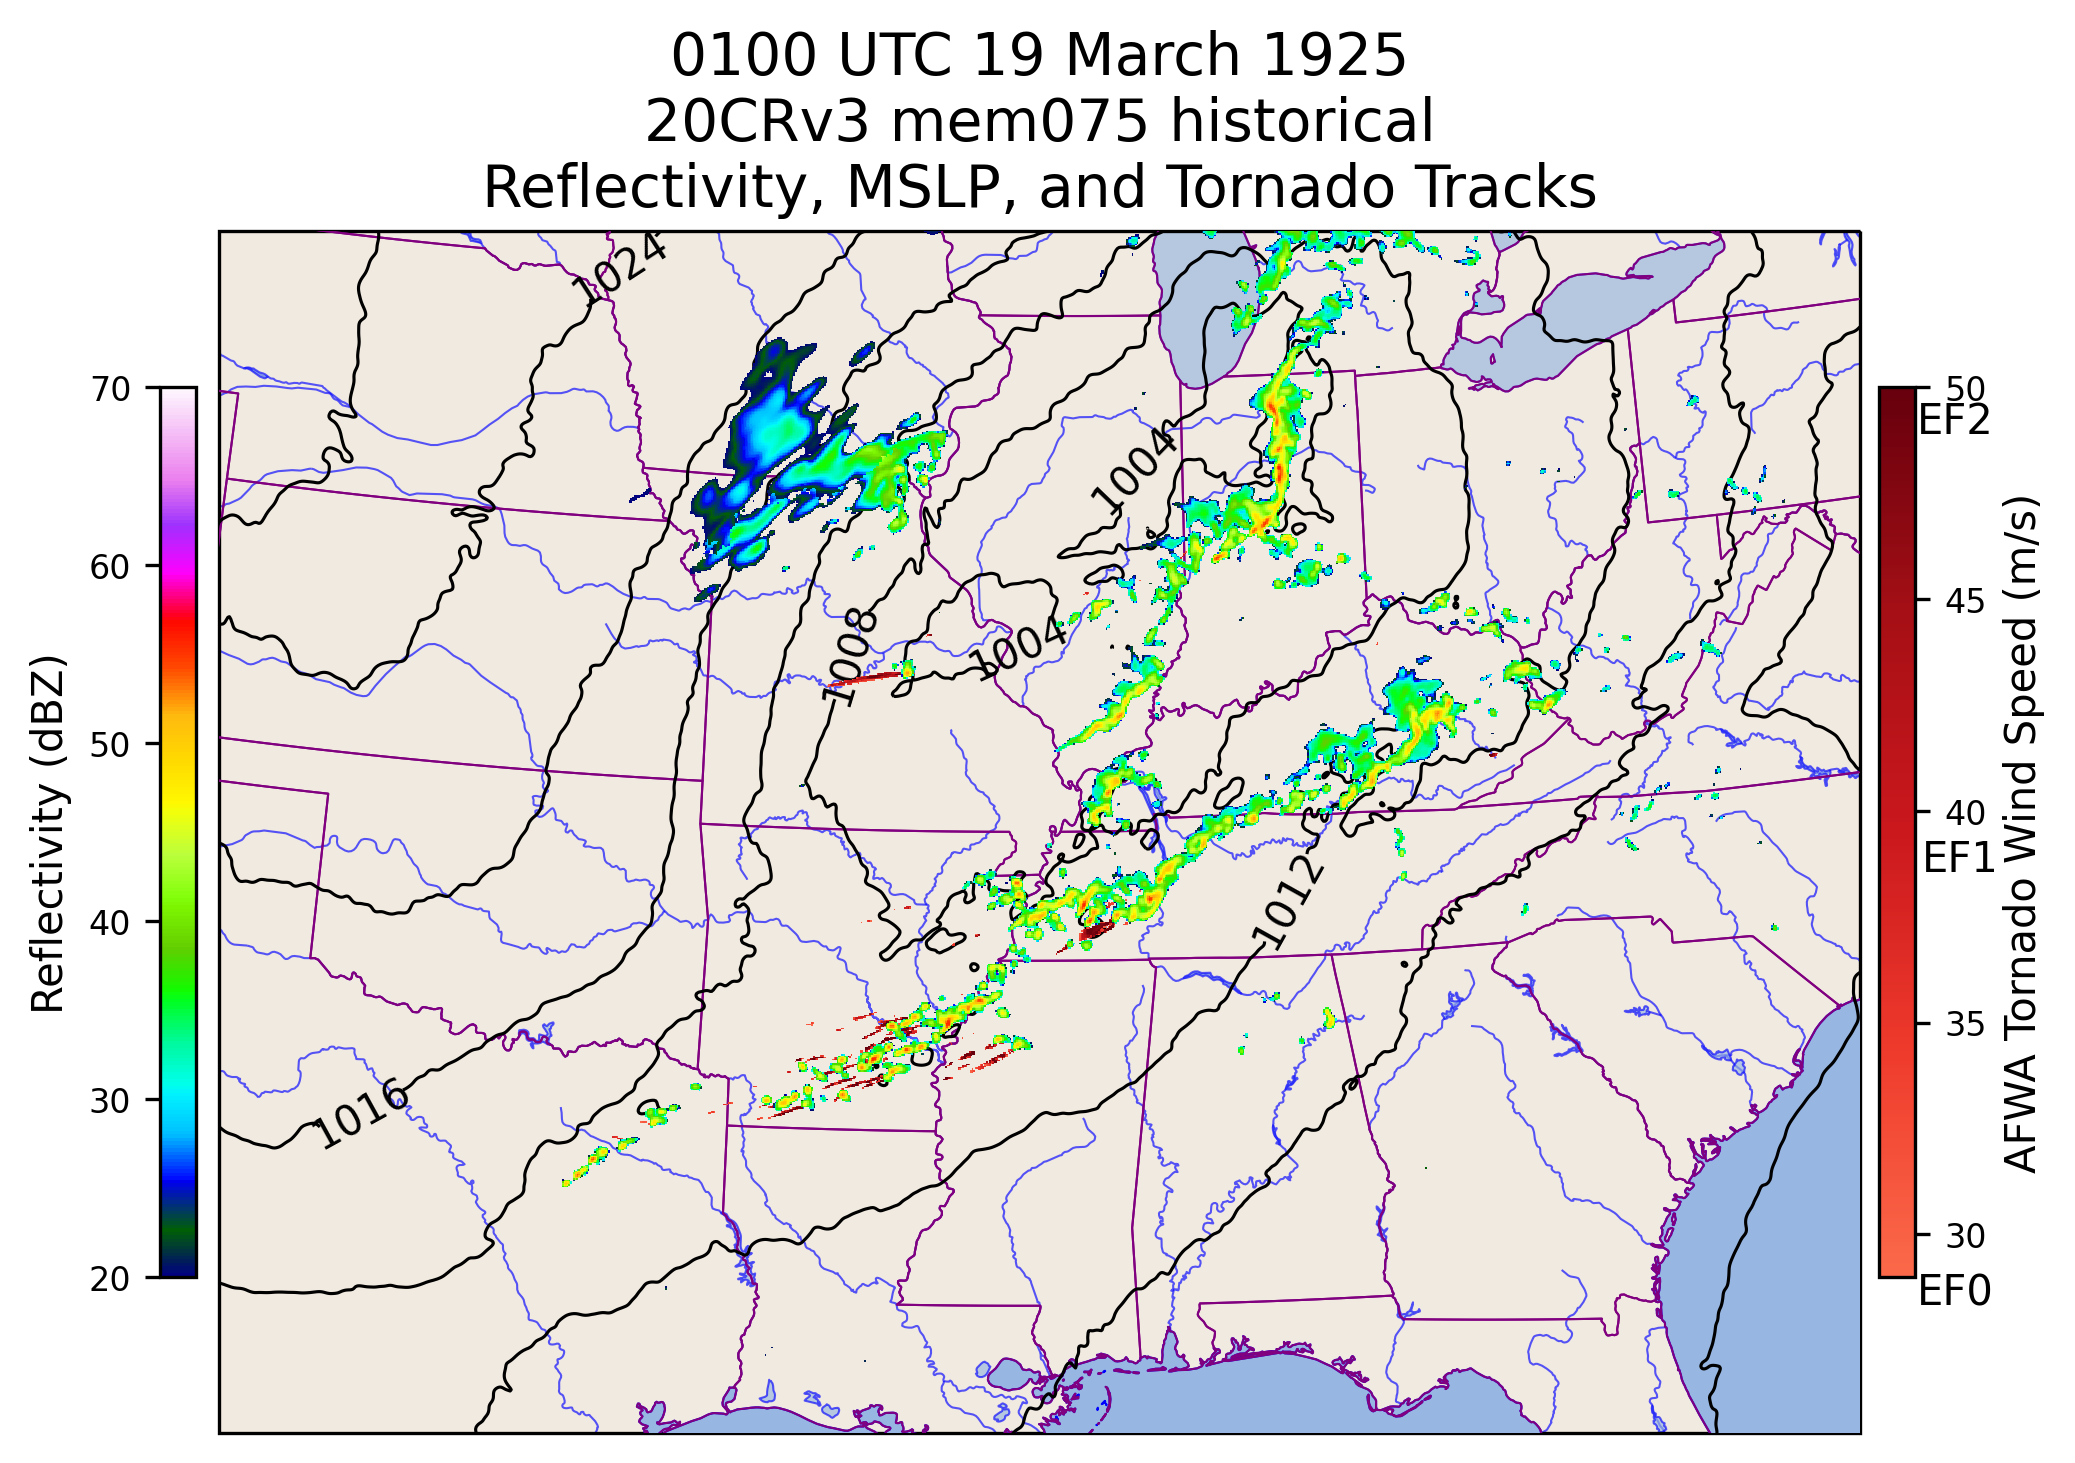 0100 UTC 19 March 1925
20CRv3 mem075 historical
Reflectivity, MSLP, and Tornado Tracks
1024
1004
1004
1008
1012
1016
70
60
50
40
30
20
Reflectivity (dBZ)
50
EF2
45
40
EF1
35
30
EF0
AFWA Tornado Wind Speed (m/s)